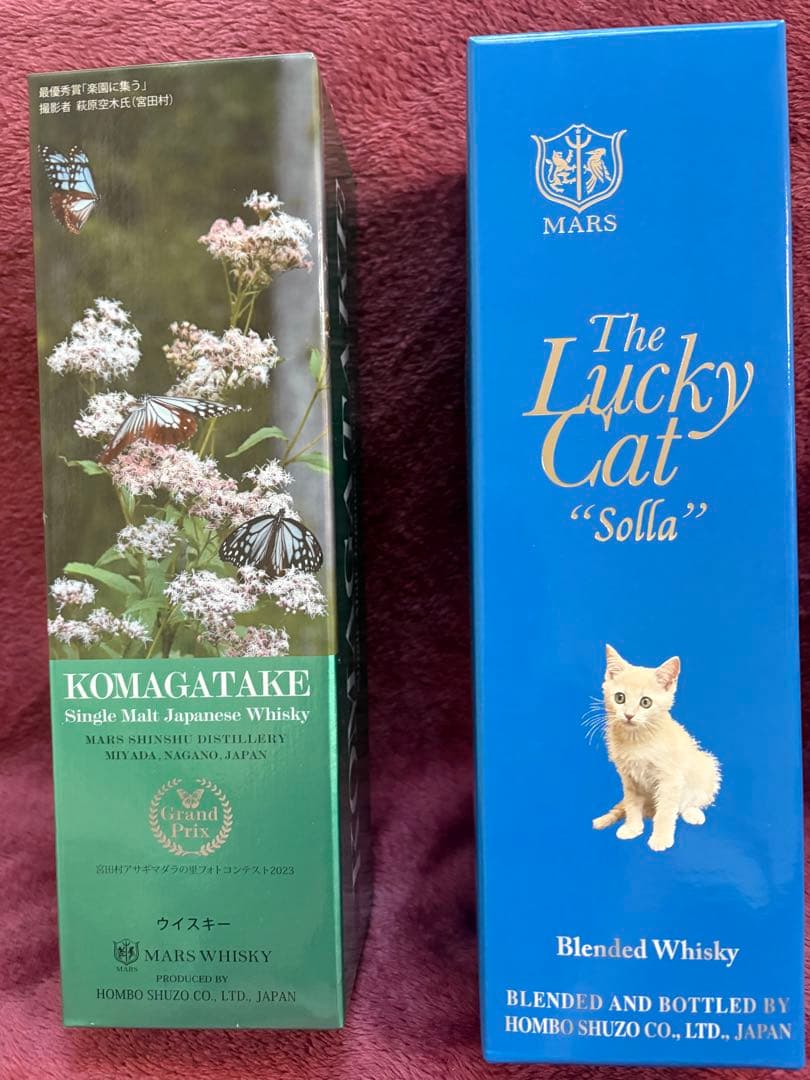 最優秀賞「楽園に集う」
撮影者 萩原空木氏(宮田村)
KOMAGATAKE
Single Malt Japanese Whisky
MARS SHINSHU DISTILLERY
MIYADA, NAGANO, JAPAN
Grand
Prix
宮田村アサギマダラの里フォトコンテスト2023
ウイスキー
MARS
MARS WHISKY
PRODUCED BY
HOMBO SHUZO CO., LTD., JAPAN
KOMAGATAKE
MARS
The
Lucky
Cat
“Solla”
Blended Whisky
BLENDED AND BOTTLED BY
HOMBO SHUZO CO., LTD., JAPAN